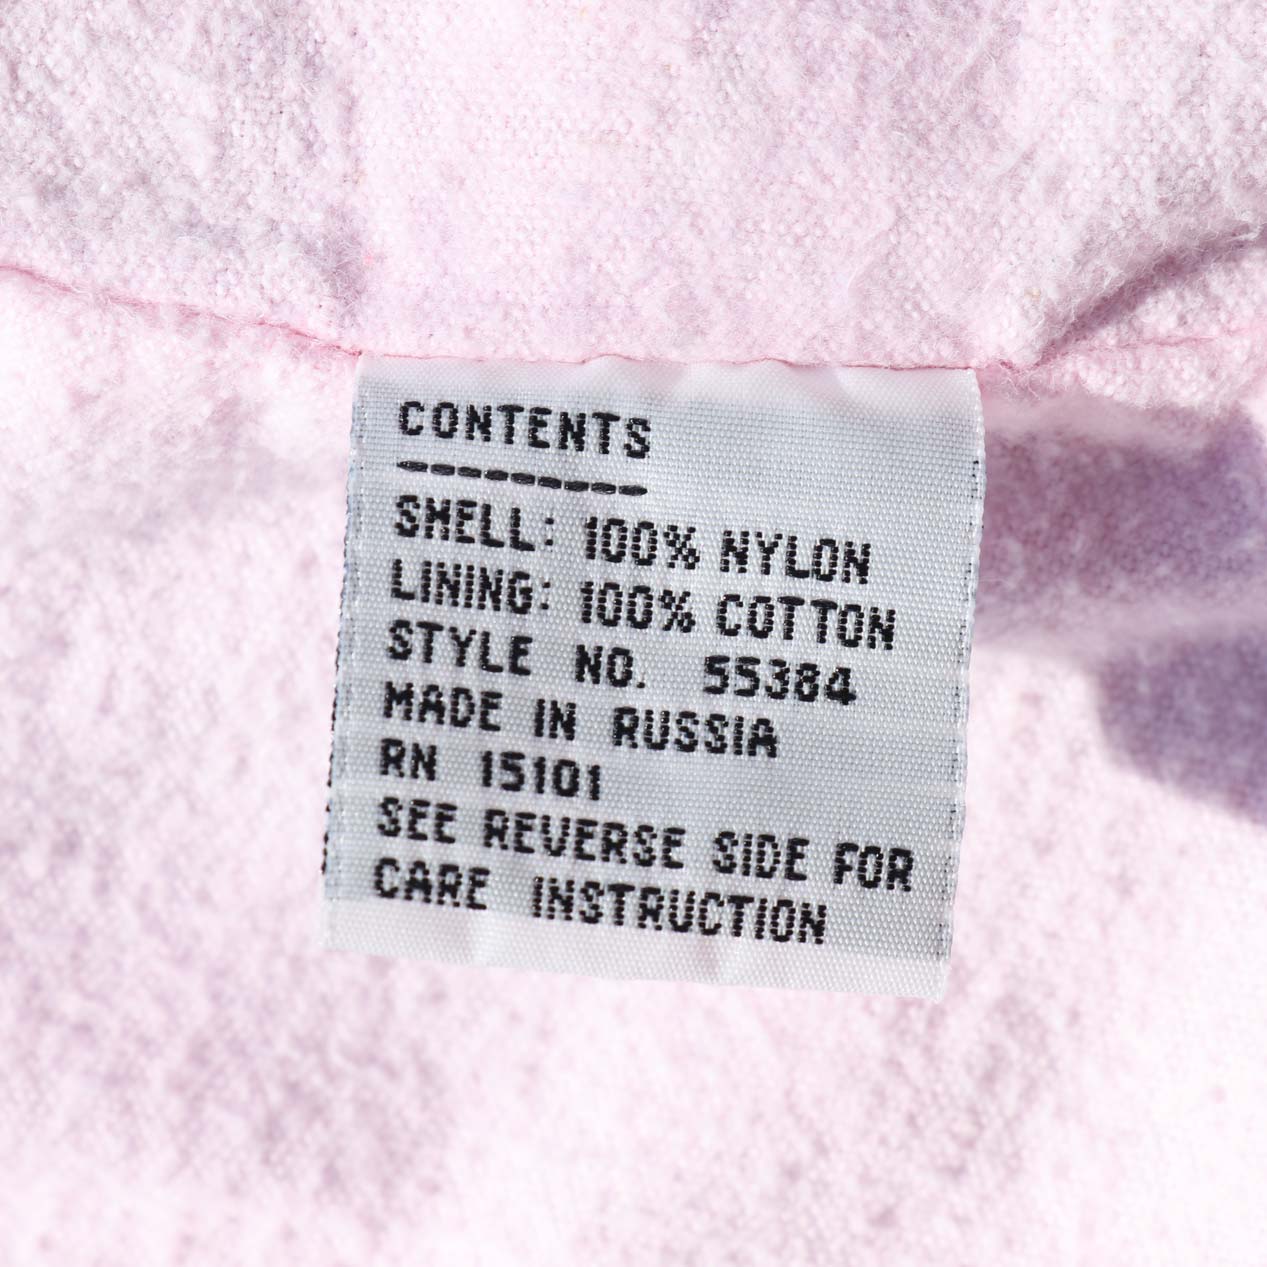 CONTENTS
---------
SHELL: 100% NYLON
LINING: 100% COTTON
STYLE NO. 55384
MADE IN RUSSIA
RN 15101
SEE REVERSE SIDE FOR
CARE INSTRUCTION